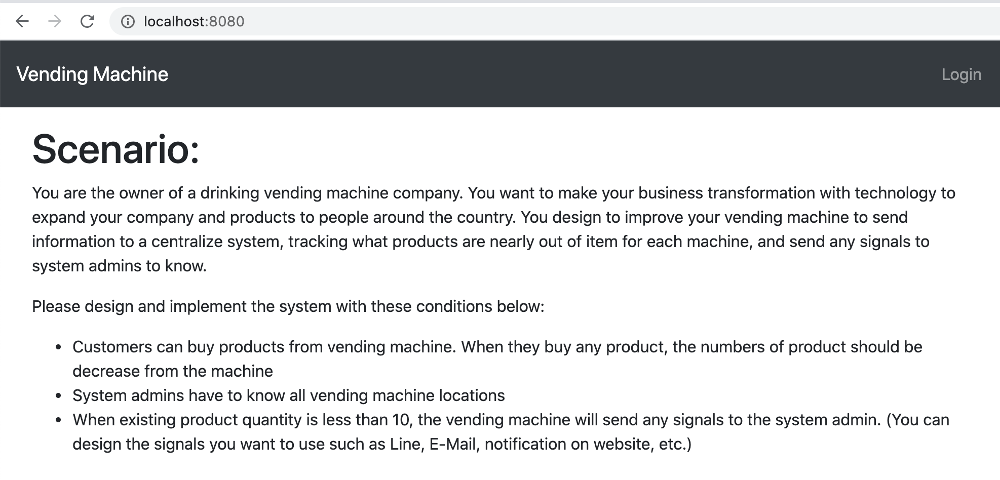 localhost:8080
Vending Machine
Login
Scenario:
You are the owner of a drinking vending machine company. You want to make your business transformation with technology to
expand your company and products to people around the country. You design to improve your vending machine to send
information to a centralize system, tracking what products are nearly out of item for each machine, and send any signals to
system admins to know.
Please design and implement the system with these conditions below:
• Customers can buy products from vending machine. When they buy any product, the numbers of product should be
decrease from the machine
• System admins have to know all vending machine locations
• When existing product quantity is less than 10, the vending machine will send any signals to the system admin. (You can
design the signals you want to use such as Line, E-Mail, notification on website, etc.)